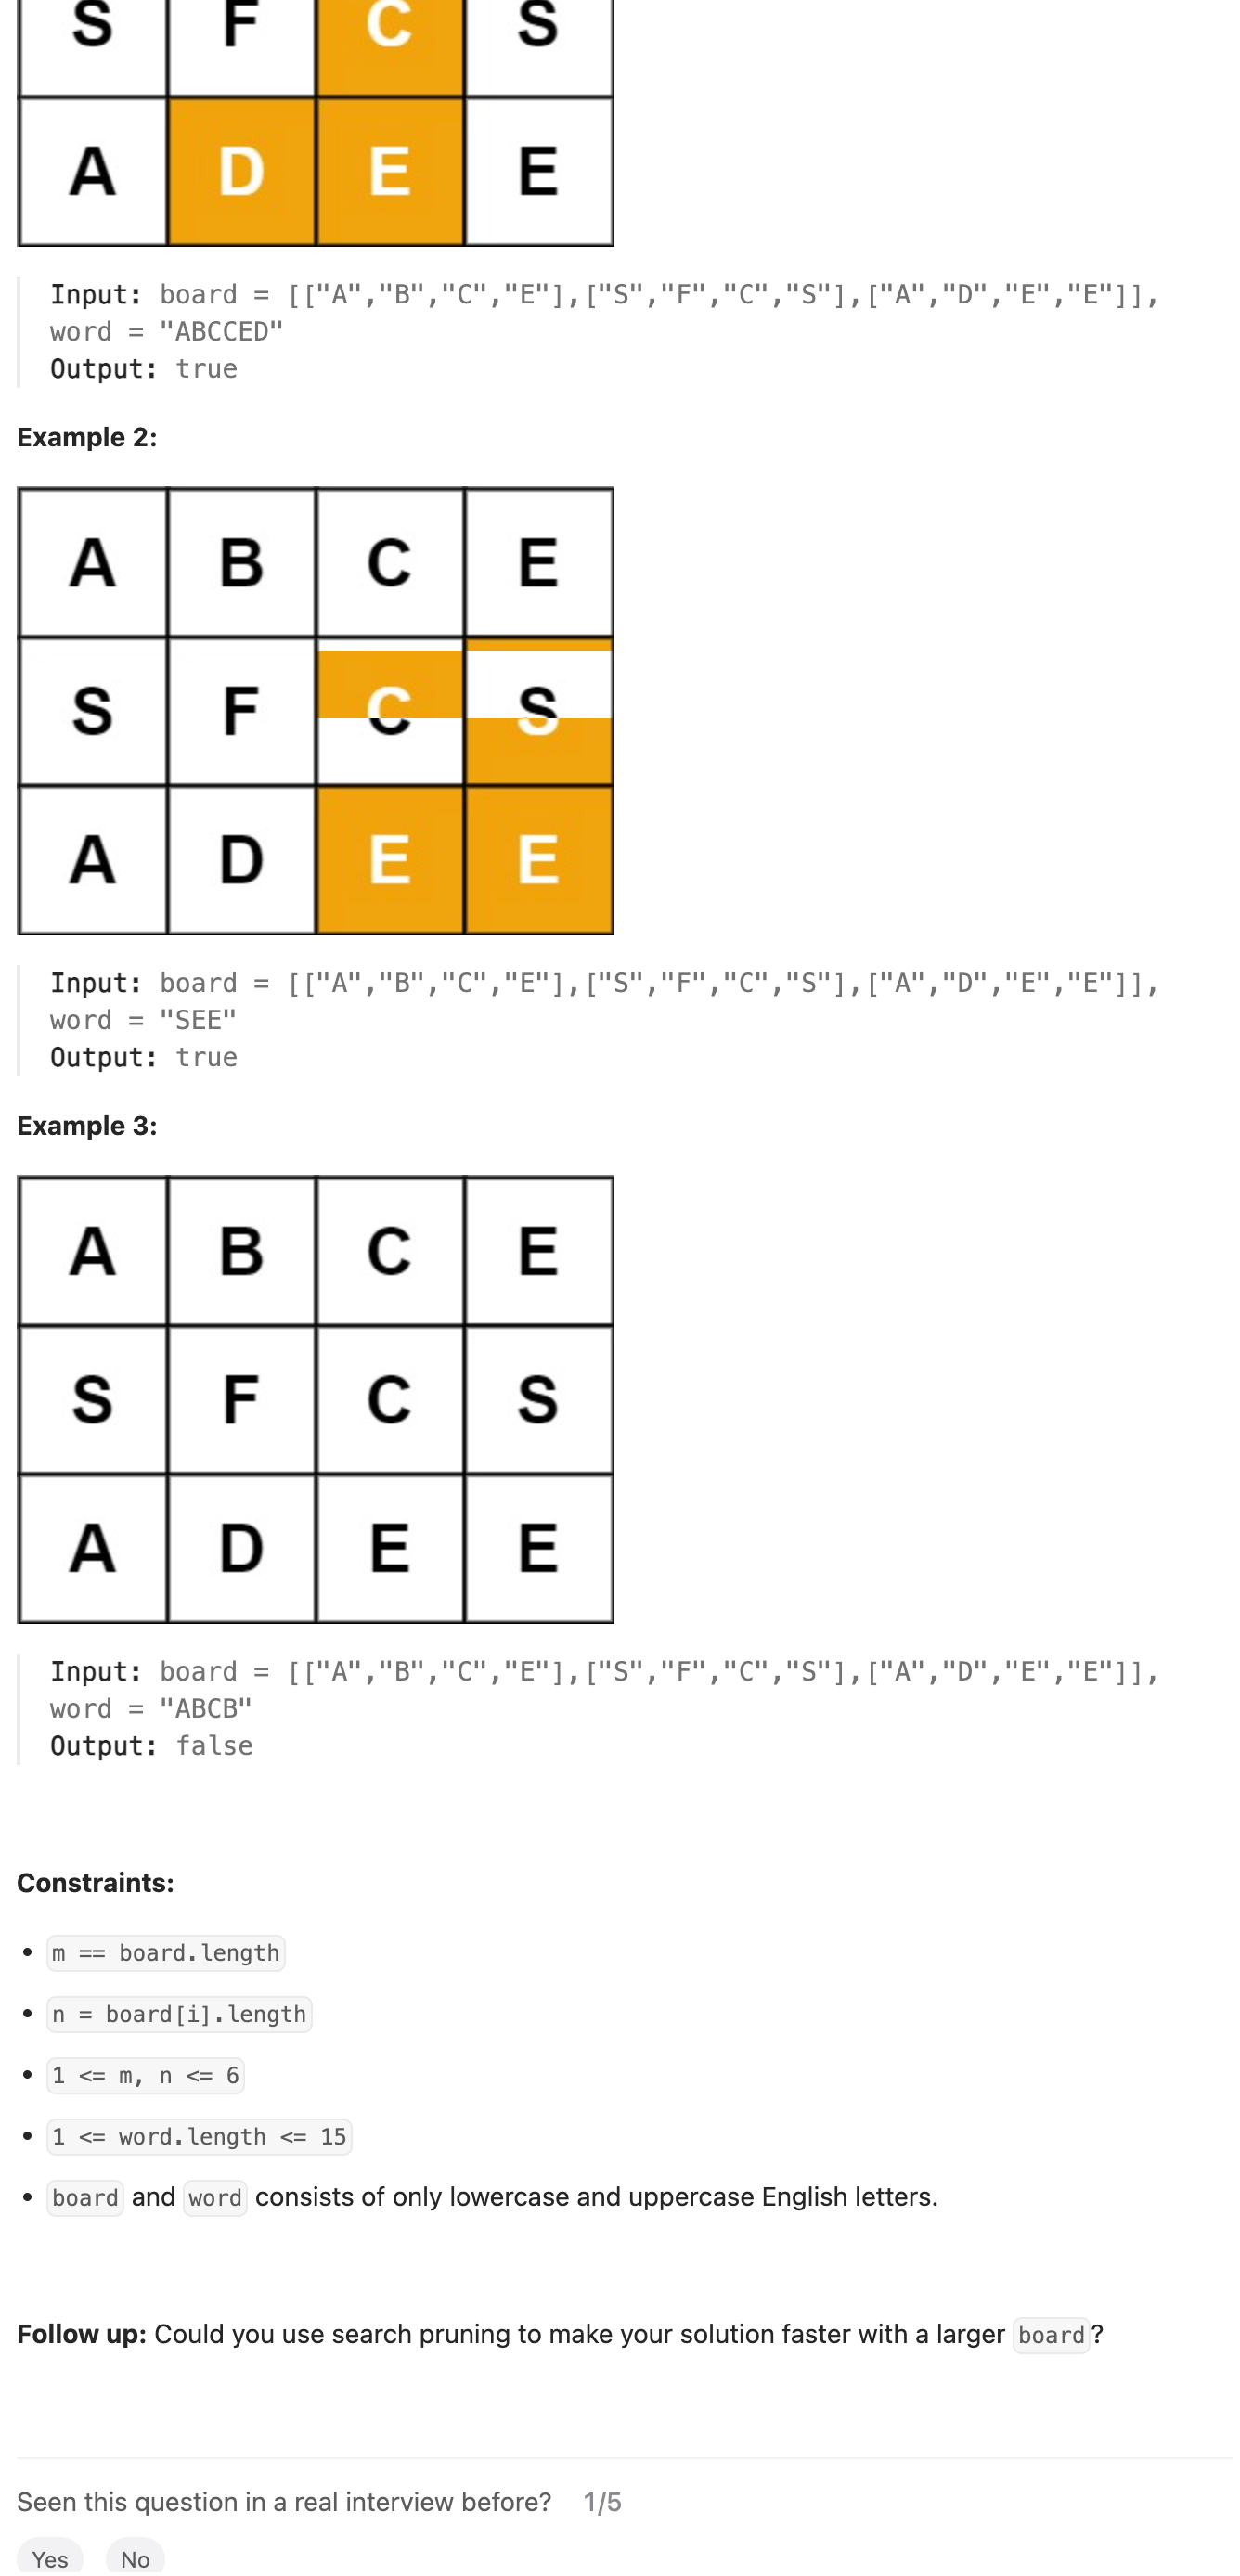 S F C S
A D E E
Input: board = [["A","B","C","E"],["S","F","C","S"],["A","D","E","E"]],
word = "ABCCED"
Output: true
Example 2:
A B C E
S F C S
A D E E
Input: board = [["A","B","C","E"],["S","F","C","S"],["A","D","E","E"]],
word = "SEE"
Output: true
Example 3:
A B C E
S F C S
A D E E
Input: board = [["A","B","C","E"],["S","F","C","S"],["A","D","E","E"]],
word = "ABCB"
Output: false
Constraints:
• m == board.length
• n = board[i].length
• 1 <= m, n <= 6
• 1 <= word.length <= 15
• board and word consists of only lowercase and uppercase English letters.
Follow up: Could you use search pruning to make your solution faster with a larger board?
Seen this question in a real interview before? 1/5
Yes No